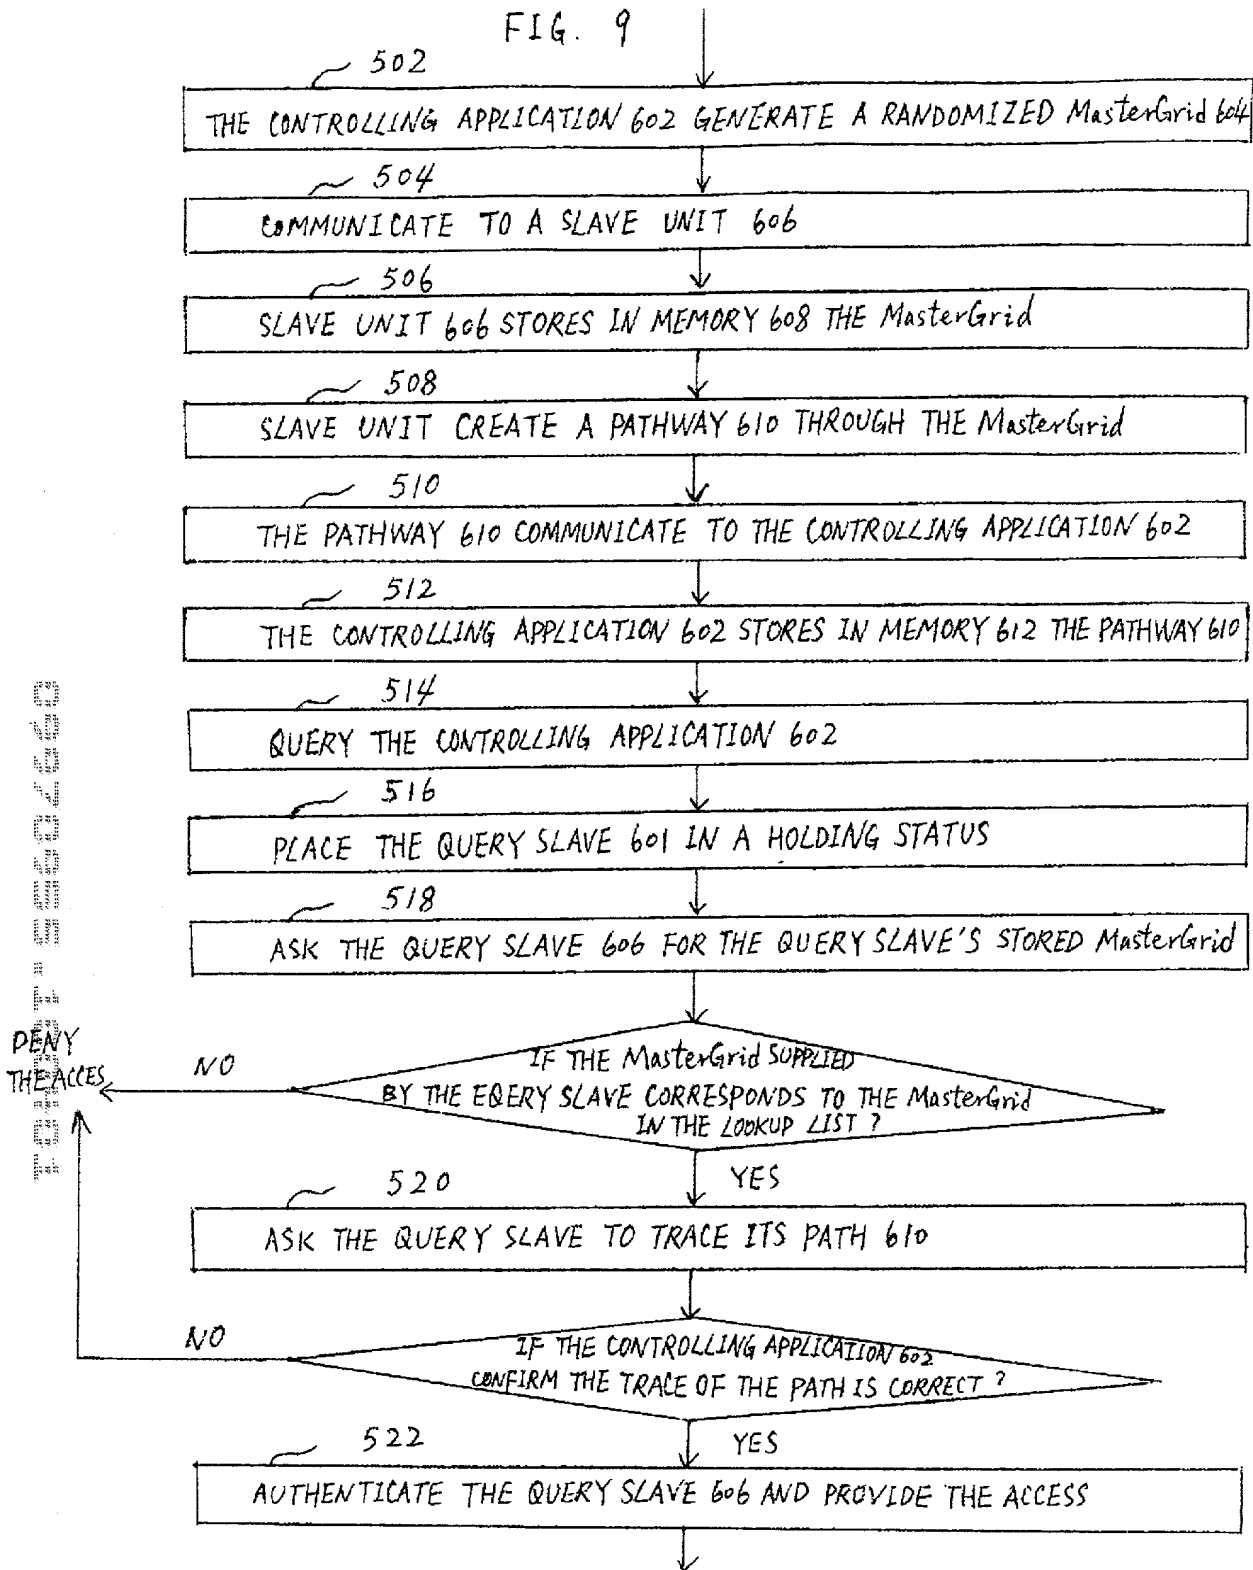 FIG. 9
502
THE CONTROLLING APPLICATION 602 GENERATE A RANDOMIZED MasterGrid 604
504
COMMUNICATE TO A SLAVE UNIT 606
506
SLAVE UNIT 606 STORES IN MEMORY 608 THE MasterGrid
508
SLAVE UNIT CREATE A PATHWAY 610 THROUGH THE MasterGrid
510
THE PATHWAY 610 COMMUNICATE TO THE CONTROLLING APPLICATION 602
512
THE CONTROLLING APPLICATION 602 STORES IN MEMORY 612 THE PATHWAY 610
514
QUERY THE CONTROLLING APPLICATION 602
516
PLACE THE QUERY SLAVE 601 IN A HOLDING STATUS
518
ASK THE QUERY SLAVE 606 FOR THE QUERY SLAVE'S STORED MasterGrid
IF THE MasterGrid SUPPLIED
BY THE EQERY SLAVE CORRESPONDS TO THE MasterGrid
IN THE LOOKUP LIST ?
NO
DENY
THE ACCES
YES
520
ASK THE QUERY SLAVE TO TRACE ITS PATH 610
IF THE CONTROLLING APPLICATION 602
CONFIRM THE TRACE OF THE PATH IS CORRECT ?
NO
YES
522
AUTHENTICATE THE QUERY SLAVE 606 AND PROVIDE THE ACCESS